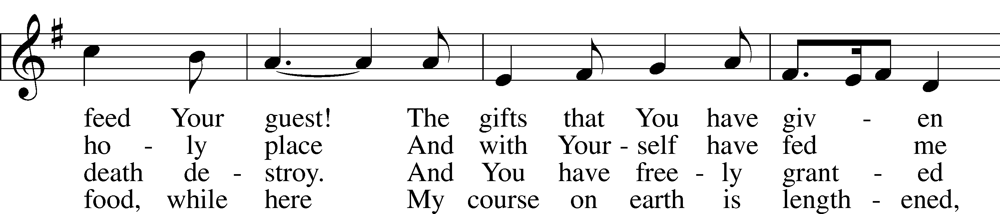 feed Your guest! The gifts that You have giv - en
ho - ly place And with Your - self have fed me
death de - stroy. And You have free - ly grant - ed
food, while here My course on earth is length - ened,